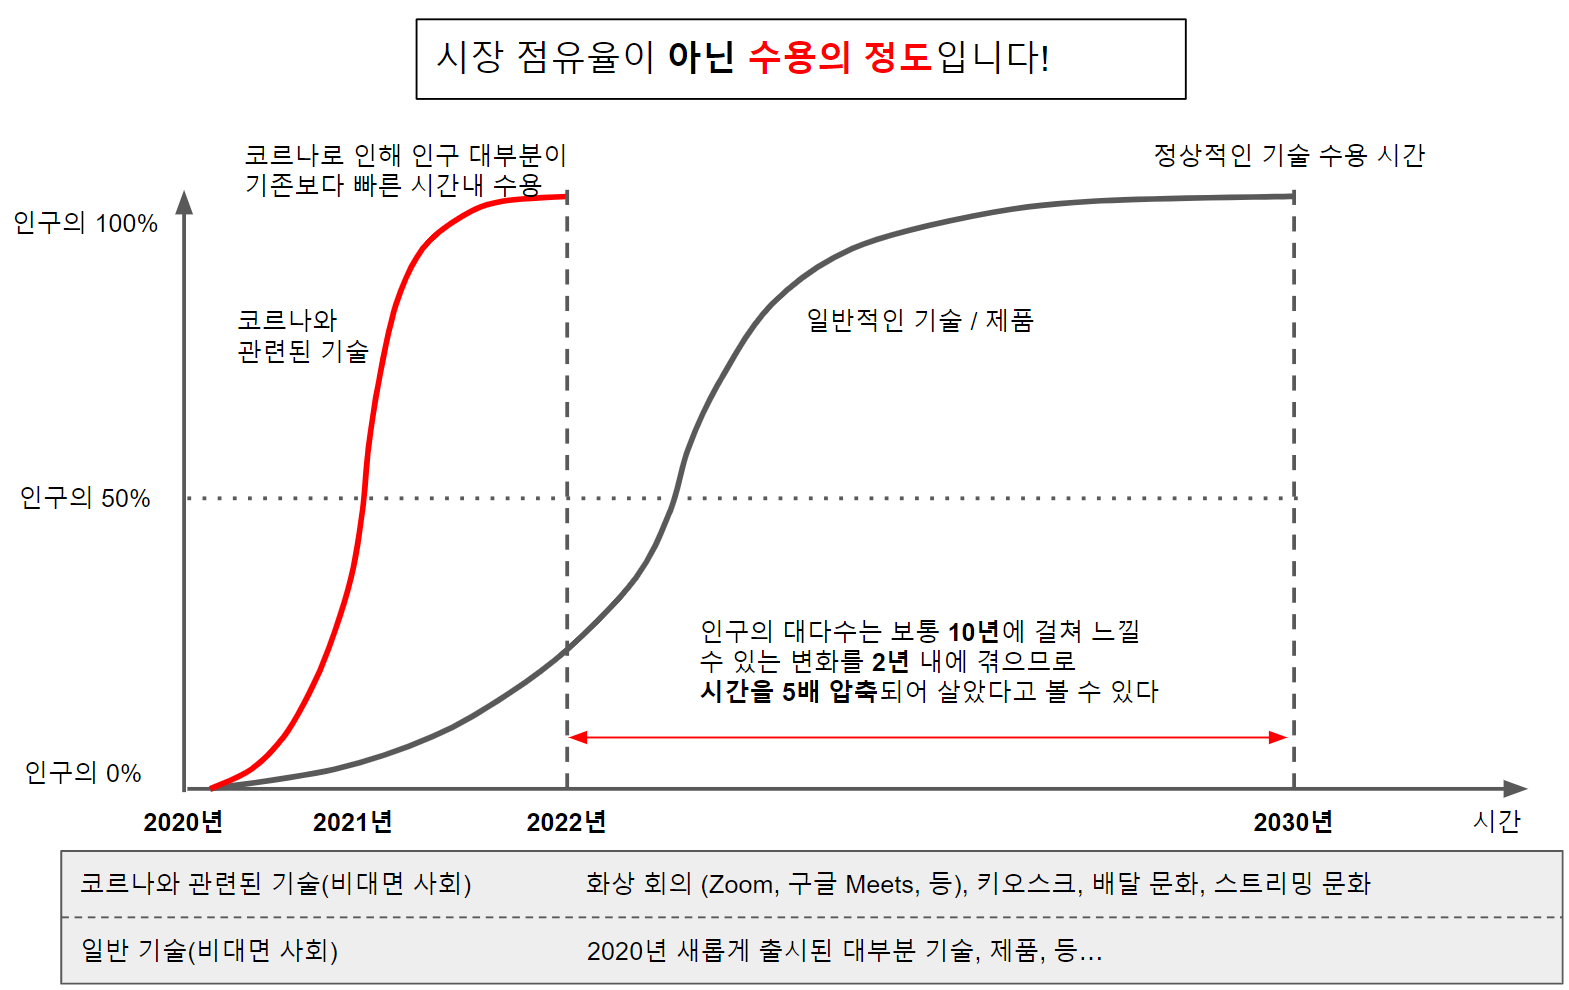 시장 점유율이 아닌 수용의 정도입니다!
코르나로 인해 인구 대부분이
기존보다 빠른 시간내 수용
정상적인 기술 수용 시간
인구의 100%
코르나와
관련된 기술
일반적인 기술 / 제품
인구의 50%
인구의 대다수는 보통 10년에 걸쳐 느낄
수 있는 변화를 2년 내에 겪으므로
시간을 5배 압축되어 살았다고 볼 수 있다
인구의 0%
2020년
2021년
2022년
2030년
시간
코르나와 관련된 기술(비대면 사회)
화상 회의 (Zoom, 구글 Meets, 등), 키오스크, 배달 문화, 스트리밍 문화
일반 기술(비대면 사회)
2020년 새롭게 출시된 대부분 기술, 제품, 등...